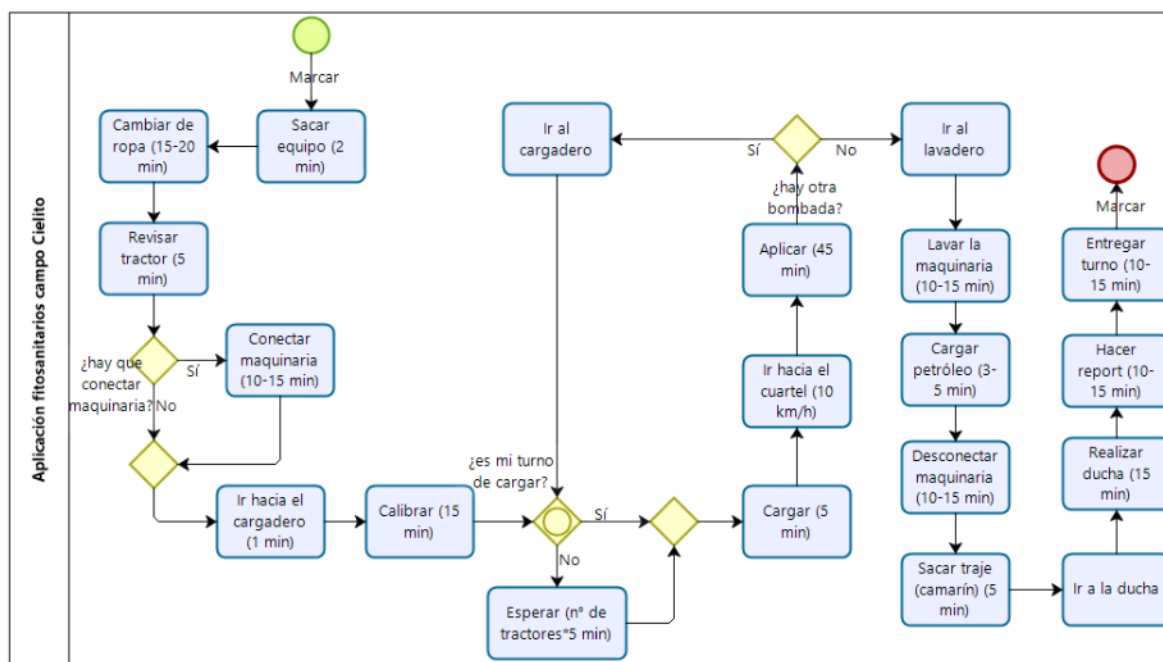 Aplicación fitosanitarios campo Cielito
Marcar
Sacar
equipo (2
min)
Cambiar de
ropa (15-20
min)
Revisar
tractor (5
min)
¿hay que
conectar
maquinaria?
Sí
No
Conectar
maquinaria
(10-15 min)
Ir hacia el
cargadero
(1 min)
Calibrar (15
min)
¿es mi turno
de cargar?
Sí
No
Esperar (n° de
tractores*5 min)
Cargar (5
min)
Ir hacia el
cuartel (10
km/h)
Aplicar (45
min)
¿hay otra
bombada?
Sí
No
Ir al
cargadero
Ir al
lavadero
Lavar la
maquinaria
(10-15 min)
Cargar
petróleo (3-
5 min)
Desconectar
maquinaria
(10-15 min)
Sacar traje
(camarín) (5
min)
Ir a la ducha
Realizar
ducha (15
min)
Hacer
report (10-
15 min)
Entregar
turno (10-
15 min)
Marcar